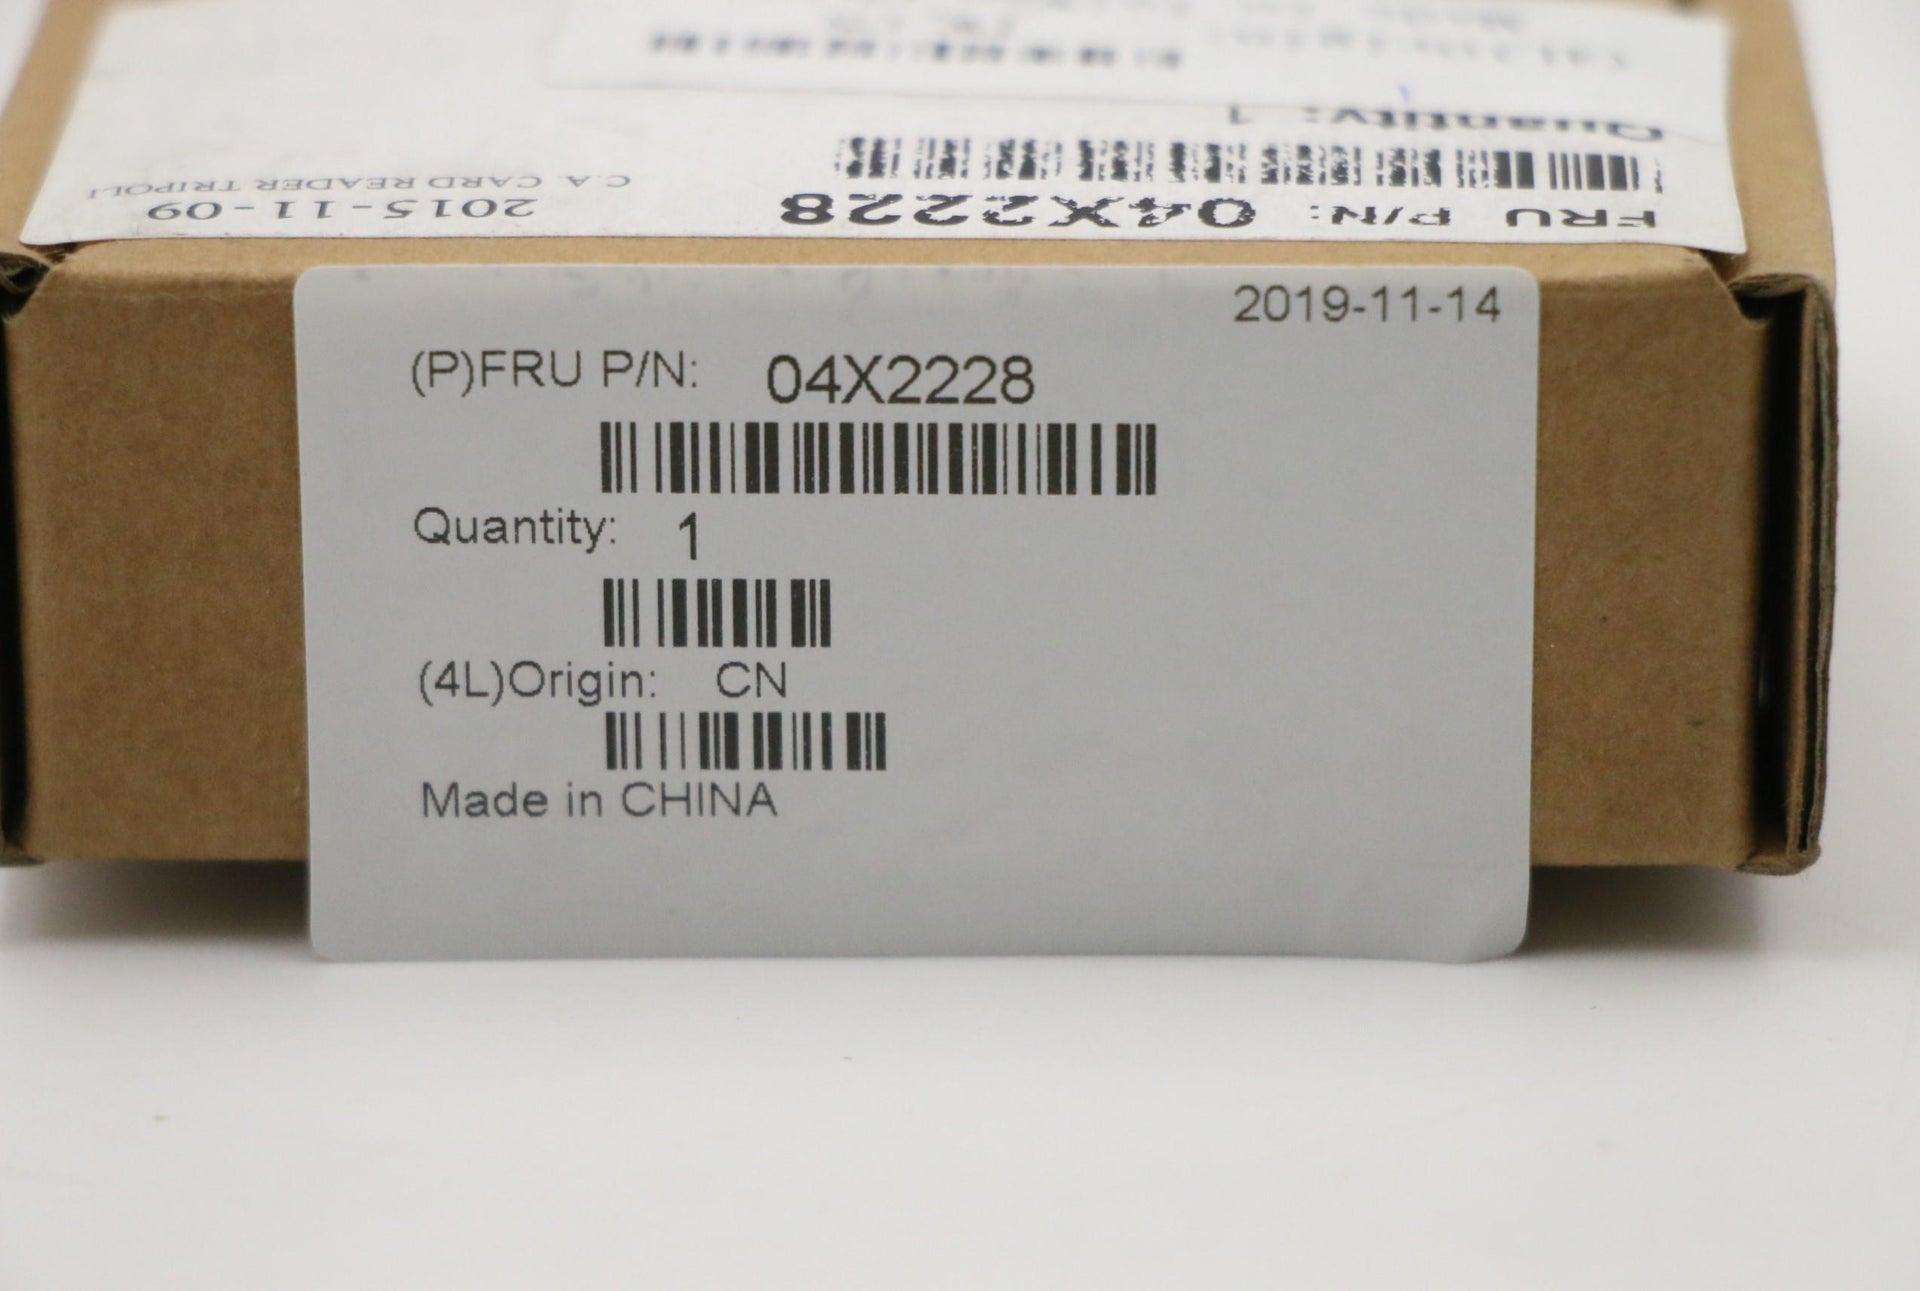 Quantity: 1
FRU P/N: 04X2228
C.A. CARD READER TRIPOLI
2015-11-09
2019-11-14
(P)FRU P/N: 04X2228
Quantity: 1
(4L)Origin: CN
Made in CHINA